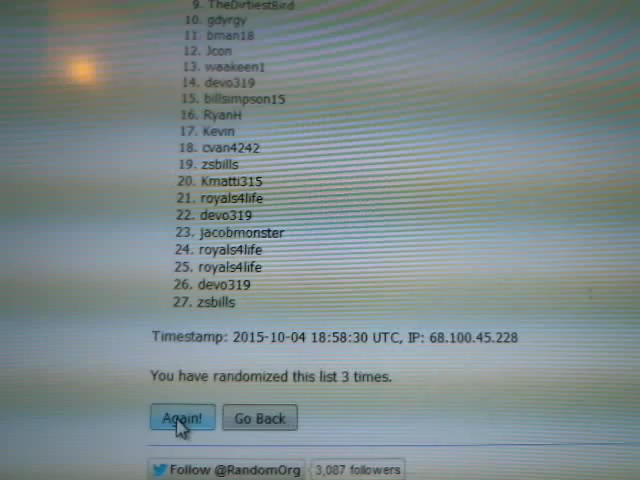 9. TheDirtiestBird
10. gdyrgy
11. bman18
12. Jcon
13. waakeen1
14. devo319
15. billsimpson15
16. RyanH
17. Kevin
18. cvan4242
19. zsbills
20. Kmatti315
21. royals4life
22. devo319
23. jacobmonster
24. royals4life
25. royals4life
26. devo319
27. zsbills
Timestamp: 2015-10-04 18:58:30 UTC, IP: 68.100.45.228
You have randomized this list 3 times.
Again! Go Back
Follow @RandomOrg 3,087 followers